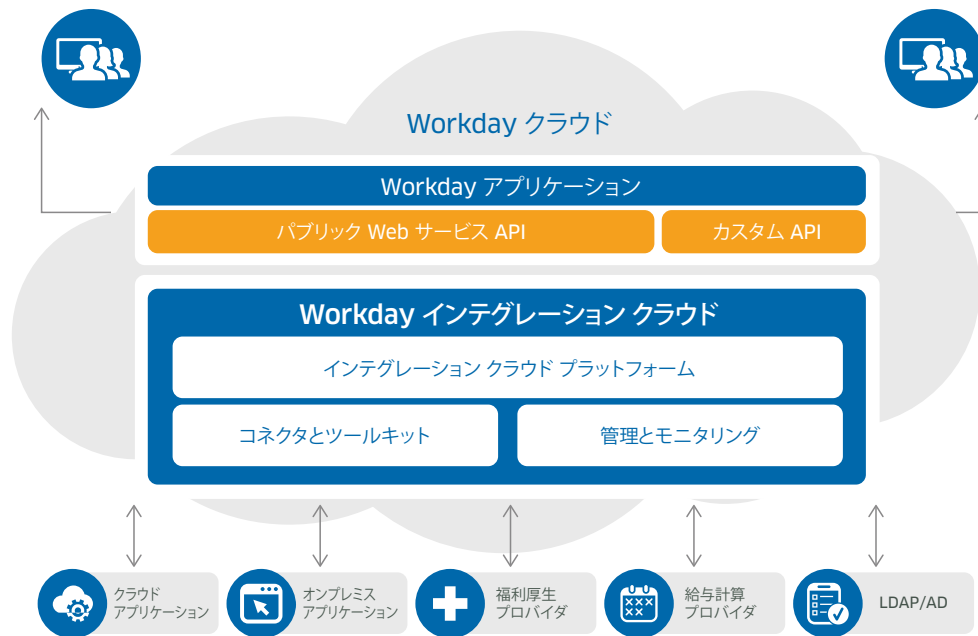 Workday クラウド
Workday アプリケーション
パブリック Web サービス API
カスタム API
Workday インテグレーション クラウド
インテグレーション クラウド プラットフォーム
コネクタとツールキット
管理とモニタリング
クラウド
アプリケーション
オンプレミス
アプリケーション
福利厚生
プロバイダ
給与計算
プロバイダ
LDAP/AD